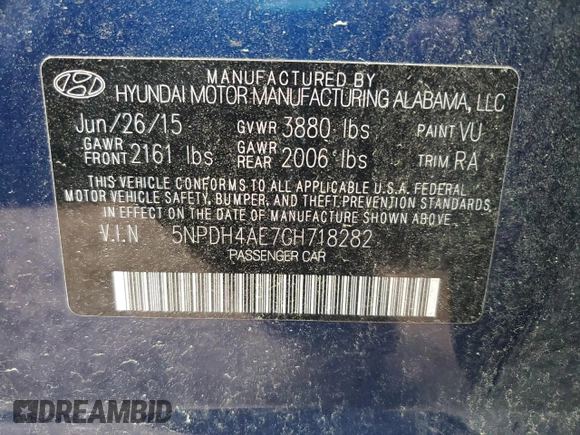 MANUFACTURED BY
HYUNDAI MOTOR MANUFACTURING ALABAMA, LLC
Jun/26/15 GVWR 3880 lbs PAINT VU
GAWR FRONT 2161 lbs GAWR REAR 2006 lbs TRIM RA
THIS VEHICLE CONFORMS TO ALL APPLICABLE U.S.A. FEDERAL
MOTOR VEHICLE SAFETY, BUMPER, AND THEFT PREVENTION
STANDARDS IN EFFECT ON THE DATE OF MANUFACTURE SHOWN ABOVE.
V.I.N 5NPDH4AE7GH718282
PASSENGER CAR
DREAMBID